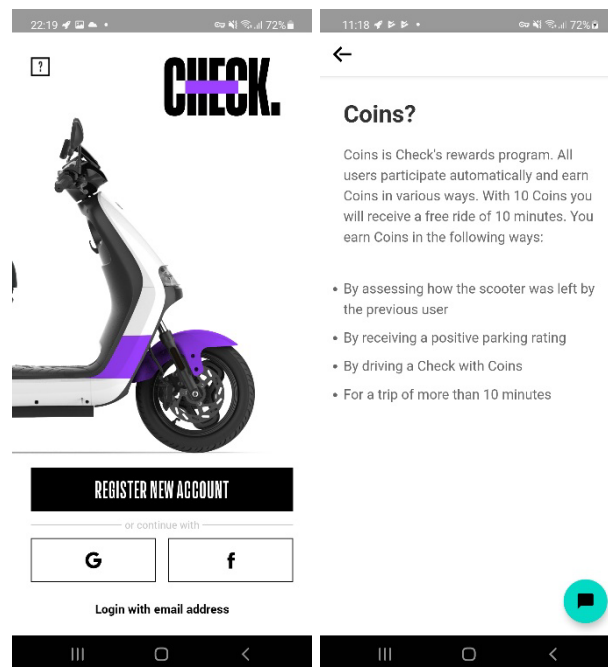 22:19
72%
?
CHECK.
REGISTER NEW ACCOUNT
or continue with
G
f
Login with email address
11:18
72%
Coins?
Coins is Check's rewards program. All
users participate automatically and earn
Coins in various ways. With 10 Coins you
will receive a free ride of 10 minutes. You
earn Coins in the following ways:
• By assessing how the scooter was left by
the previous user
• By receiving a positive parking rating
• By driving a Check with Coins
• For a trip of more than 10 minutes